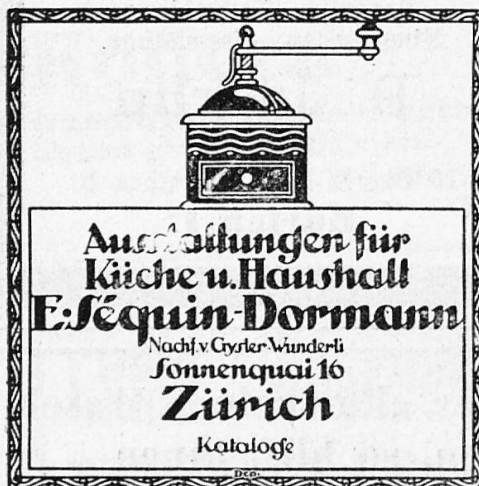 Ausstattungen für
Küche u. Haushalt
E. Séquin-Dormann
Nachf. v. Gysler-Wunderli
Sonnenquai 16
Zürich
Kataloge